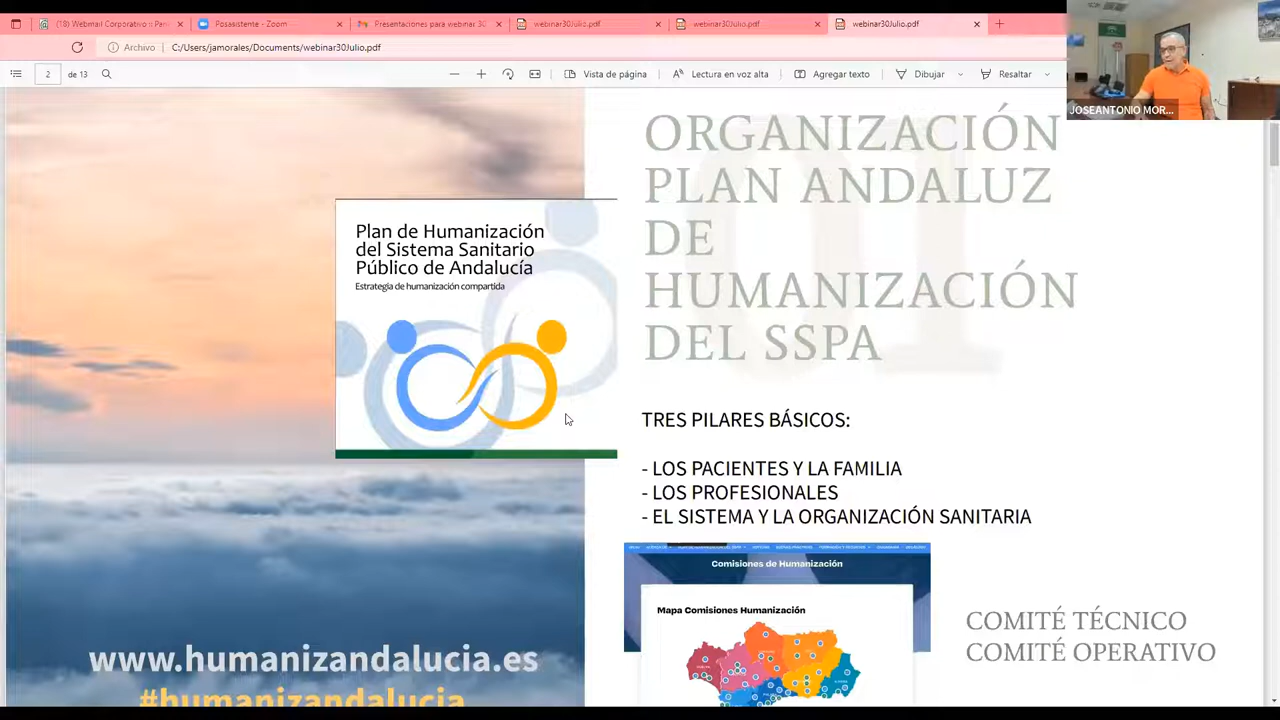 (18) Webmail Corporativo :: Pan
Posasistente - Zoom
Presentaciones para webinar 30
webinar30Julio.pdf
webinar30Julio.pdf
webinar30Julio.pdf
Archivo
C:/Users/jamorales/Documents/webinar30Julio.pdf
2 de 13
Vista de página
Lectura en voz alta
Agregar texto
Dibujar
Resaltar
JOSEANTONIO MOR...
ORGANIZACIÓN
PLAN ANDALUZ
DE
HUMANIZACIÓN
DEL SSPA
01
Plan de Humanización
del Sistema Sanitario
Público de Andalucía
Estrategia de humanización compartida
TRES PILARES BÁSICOS:
- LOS PACIENTES Y LA FAMILIA
- LOS PROFESIONALES
- EL SISTEMA Y LA ORGANIZACIÓN SANITARIA
Comisiones de Humanización
Mapa Comisiones Humanización
COMITÉ TÉCNICO
COMITÉ OPERATIVO
www.humanizandalucia.es
#humanizandalucia